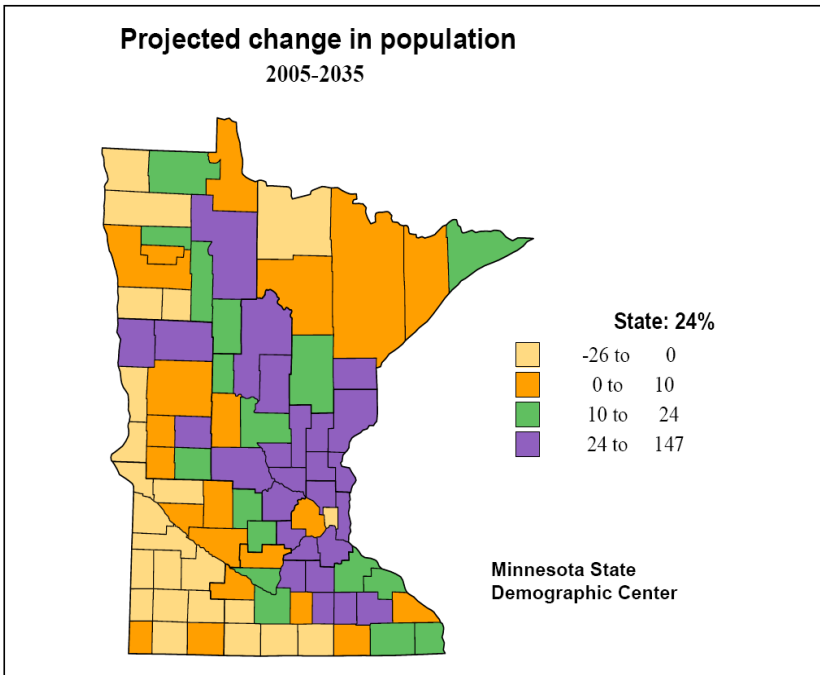 Projected change in population
2005-2035
State: 24%
-26 to 0
0 to 10
10 to 24
24 to 147
Minnesota State
Demographic Center